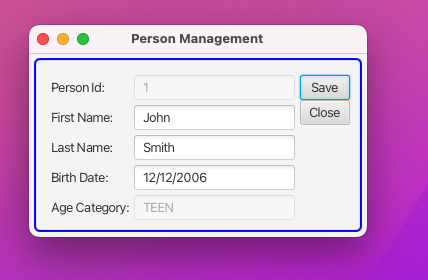 Person Management
Person Id: 1 Save
First Name: John Close
Last Name: Smith
Birth Date: 12/12/2006
Age Category: TEEN